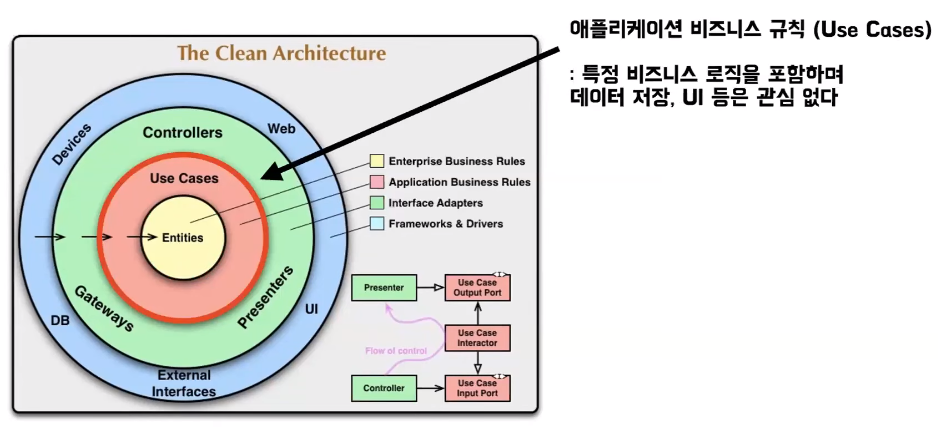 애플리케이션 비즈니스 규칙 (Use Cases)
: 특정 비즈니스 로직을 포함하며
데이터 저장, UI 등은 관심 없다
The Clean Architecture
Devices
Web
Controllers
Use Cases
Entities
Gateways
Presenters
DB
UI
External
Interfaces
Enterprise Business Rules
Application Business Rules
Interface Adapters
Frameworks & Drivers
Presenter
Use Case
Output Port
<I>
Flow of control
Use Case
Interactor
Controller
Use Case
Input Port
<I>